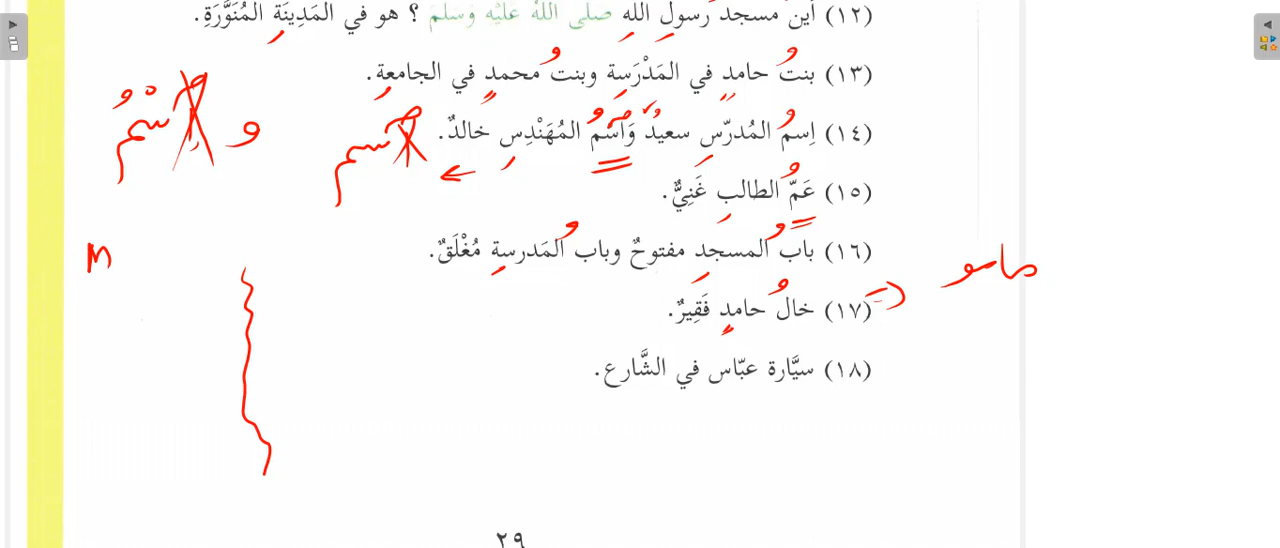 (١٢) أين مسجد رسول الله صلى اللهُ عَلَيْهِ وَسَلَّمَ ؟ هو في المَدِينَةِ المُنَوَّرَةِ.
(١٣) بنتُ حامدٍ في المَدْرَسةِ وبنتُ محمدٍ في الجامعةِ.
(١٤) اِسمُ المُدرّسِ سعيدٌ وَاسْمُ المُهَنْدِسِ خالدٌ.
اسم
و
اسْمُ
(١٥) عَمُّ الطالبِ غَنِيٌّ.
(١٦) بابُ المسجدِ مفتوحٌ وبابُ المَدرسةِ مُغْلَقٌ.
(١٧) خالُ حامدٍ فَقِيرٌ.
(١٨) سيَّارة عبّاس في الشَّارع.
٢٩